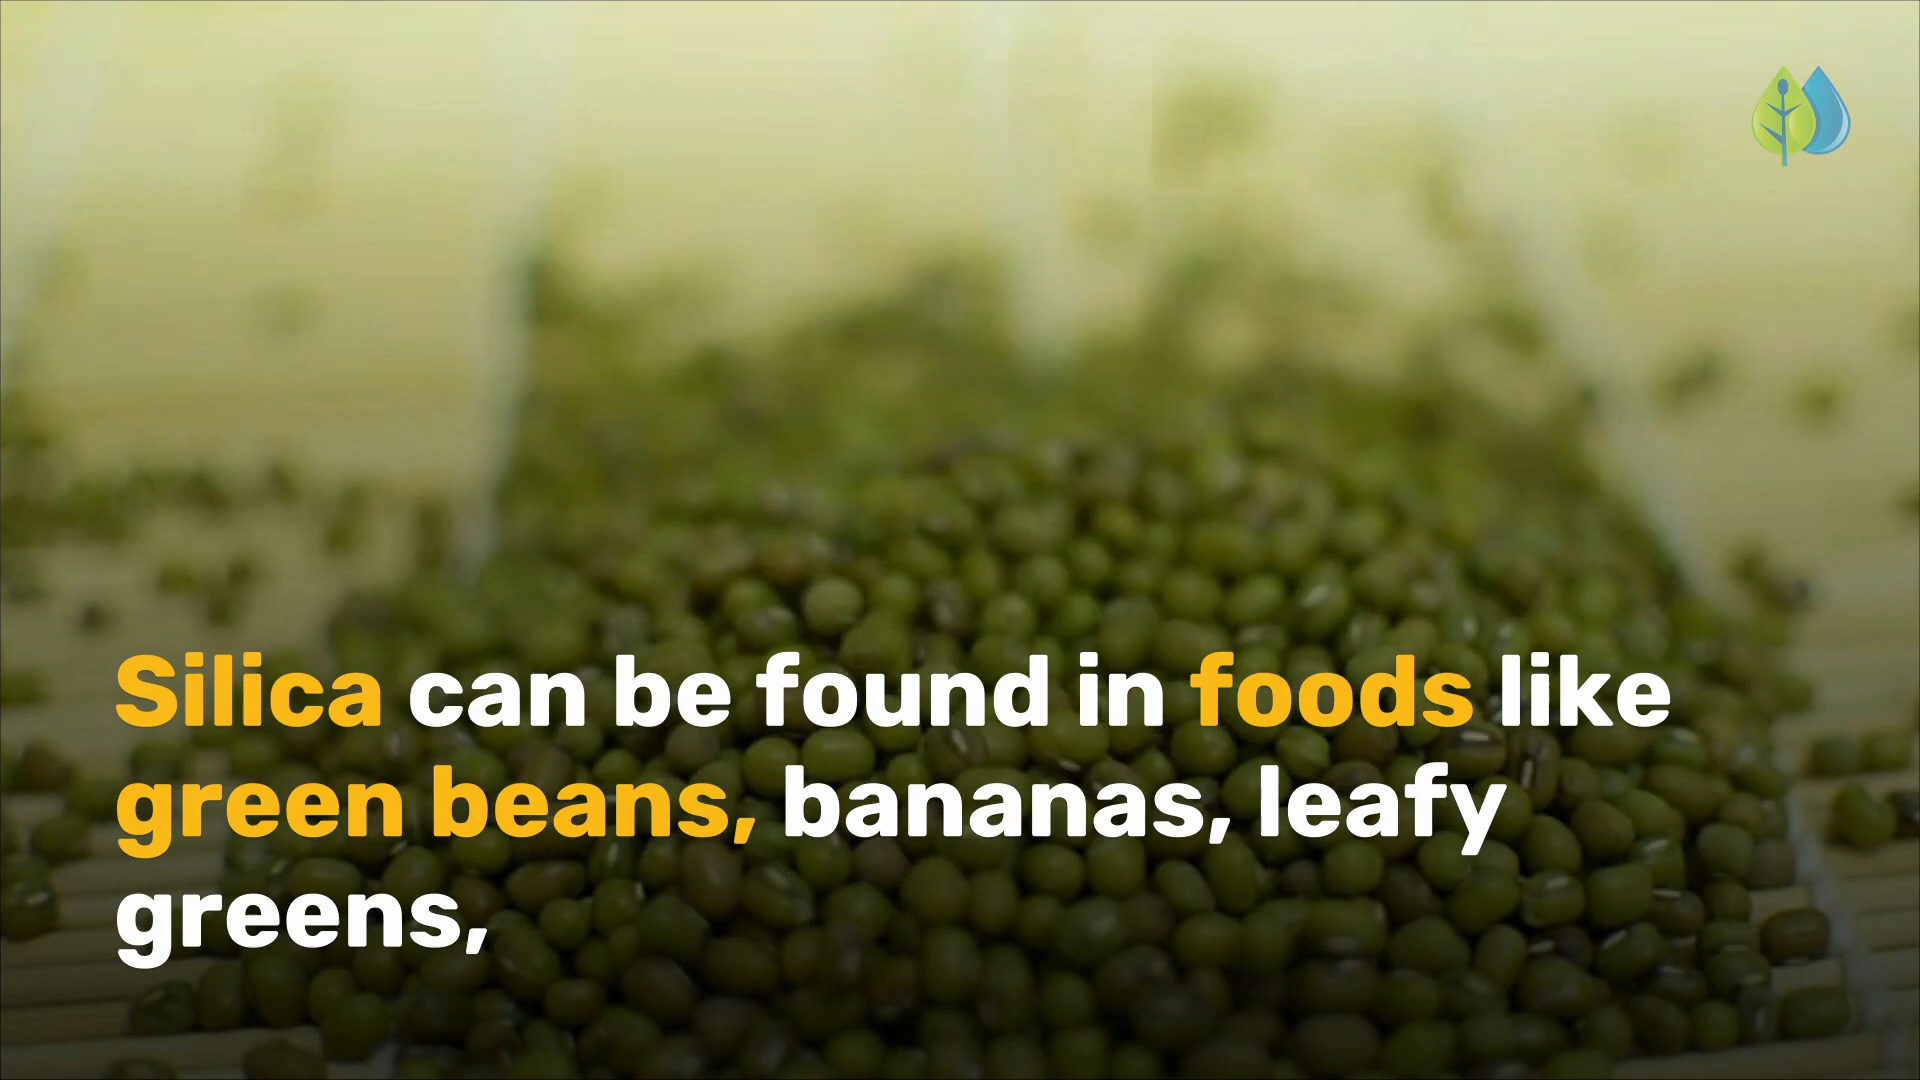 Silica can be found in foods like
green beans, bananas, leafy
greens,